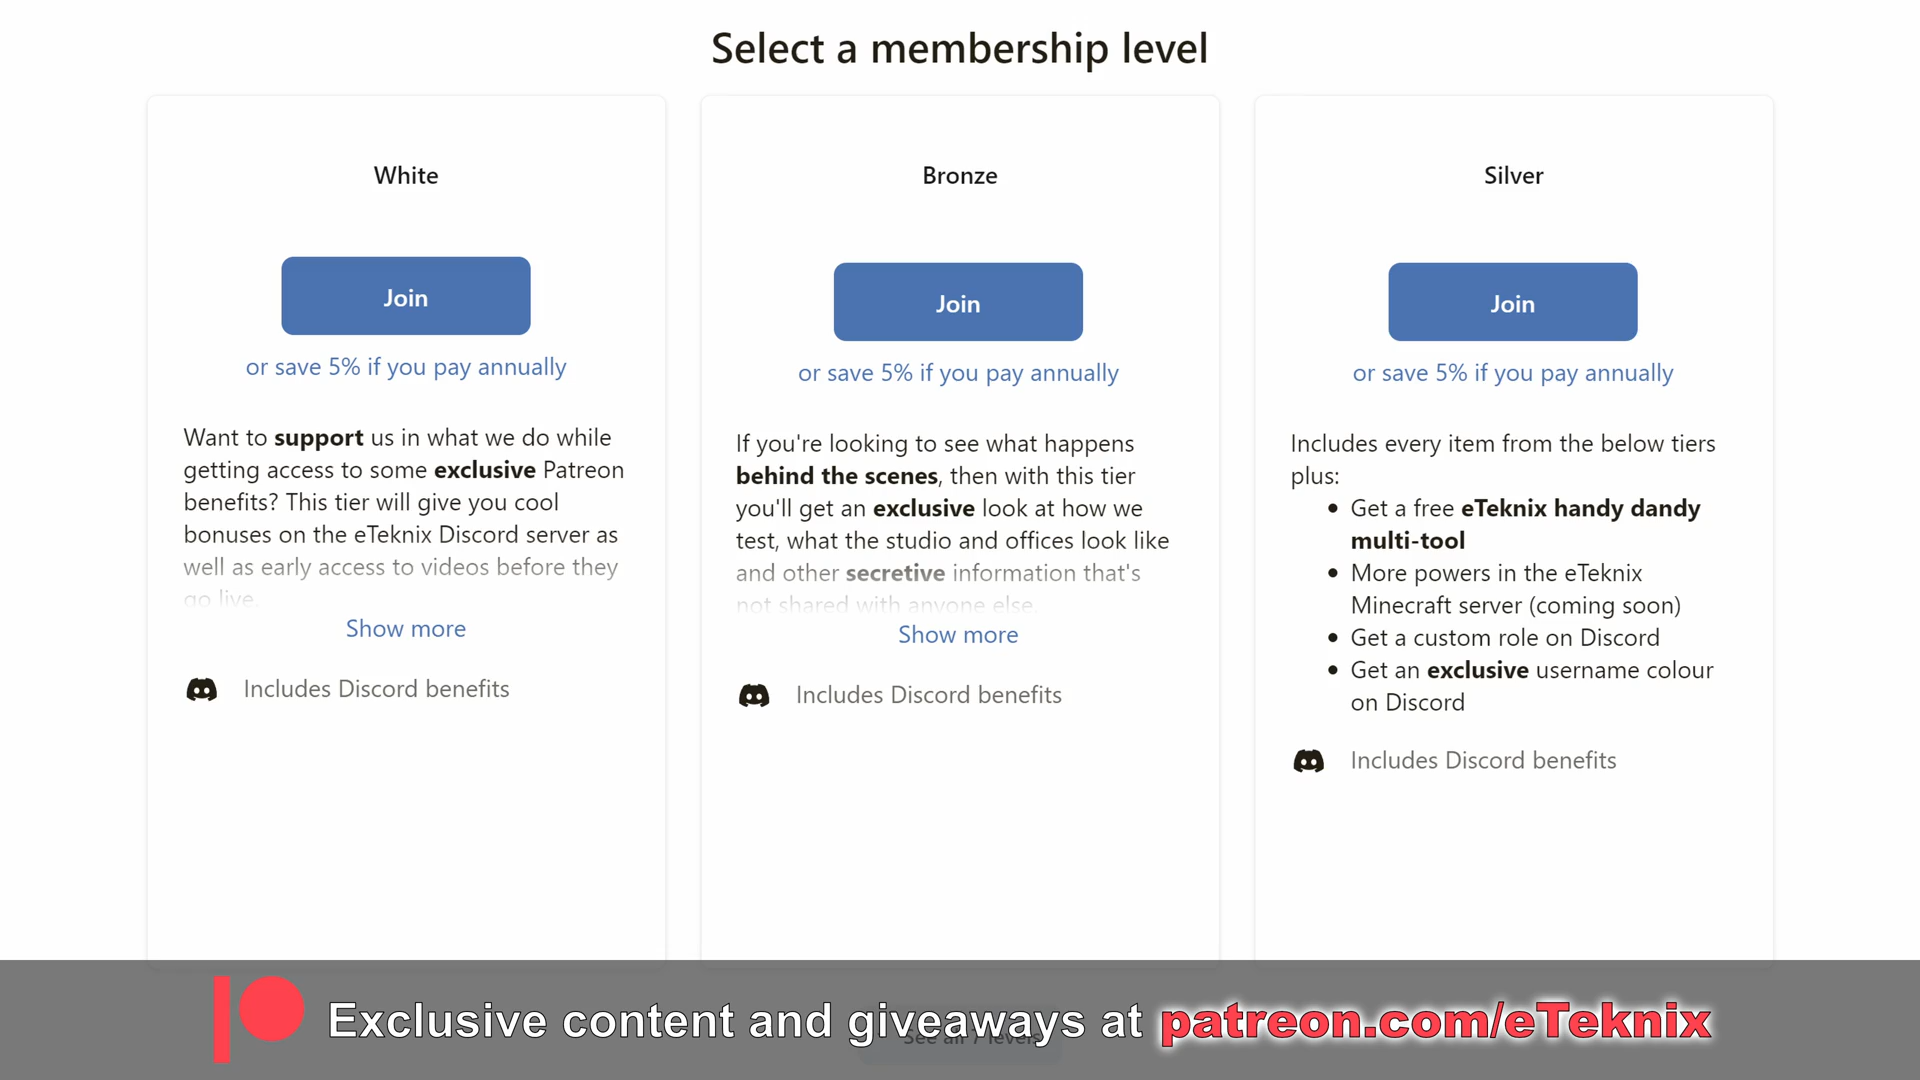 Select a membership level
White
Join
or save 5% if you pay annually
Want to support us in what we do while
getting access to some exclusive Patreon
benefits? This tier will give you cool
bonuses on the eTeknix Discord server as
well as early access to videos before they
go live.
Show more
Includes Discord benefits
Bronze
Join
or save 5% if you pay annually
If you're looking to see what happens
behind the scenes, then with this tier
you'll get an exclusive look at how we
test, what the studio and offices look like
and other secretive information that's
not shared with anyone else.
Show more
Includes Discord benefits
Silver
Join
or save 5% if you pay annually
Includes every item from the below tiers
plus:
• Get a free eTeknix handy dandy
multi-tool
• More powers in the eTeknix
Minecraft server (coming soon)
• Get a custom role on Discord
• Get an exclusive username colour
on Discord
Includes Discord benefits
Exclusive content and giveaways at patreon.com/eTeknix
See all 7 levels